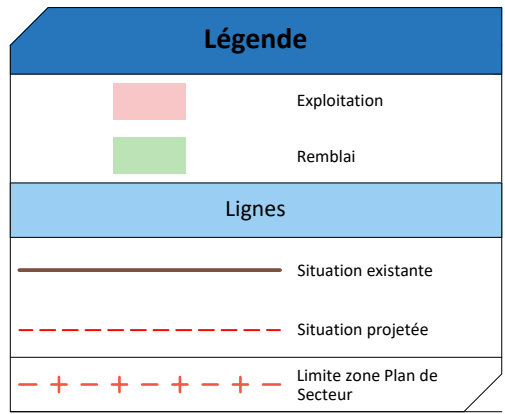 Légende
Exploitation
Remblai
Lignes
Situation existante
Situation projetée
Limite zone Plan de
Secteur